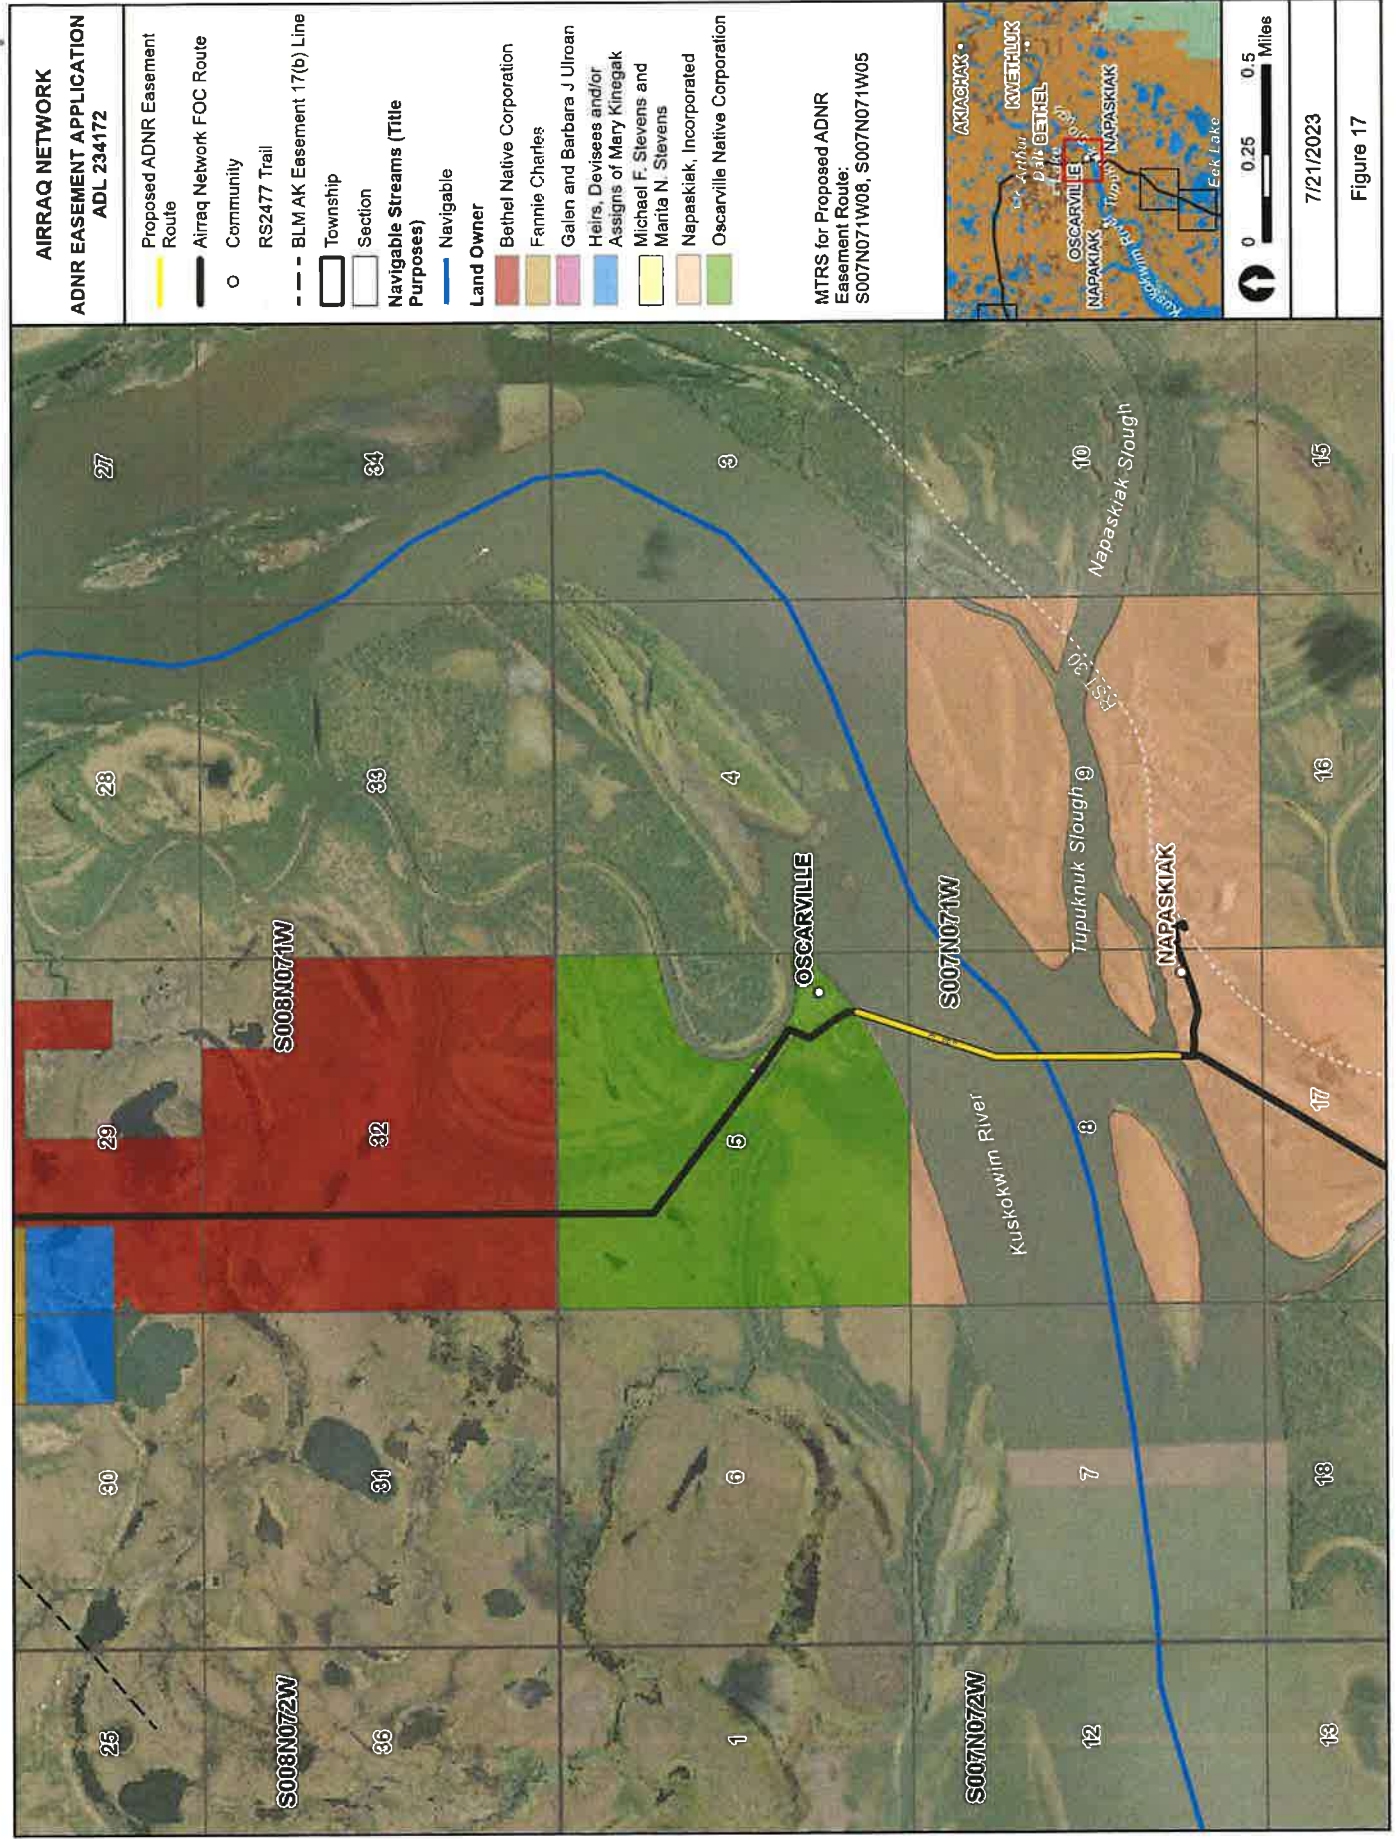 AIRRAQ NETWORK
ADNR EASEMENT APPLICATION
ADL 234172
Proposed ADNR Easement
Route
Airraq Network FOC Route
Community
RS2477 Trail
BLM AK Easement 17(b) Line
Township
Section
Navigable Streams (Title
Purposes)
Navigable
Land Owner
Bethel Native Corporation
Fannie Charles
Galen and Barbara J Ulroan
Heirs, Devisees and/or
Assigns of Mary Kinegak
Michael F. Stevens and
Marita N. Stevens
Napaskiak, Incorporated
Oscarville Native Corporation
MTRS for Proposed ADNR
Easement Route:
S007N071W08, S007N071W05
AKIACHAK
KWETHLUK
BETHEL
OSCARVILLE
NAPASKIAK
NAPAKIAK
Kuskokwim River
Eek Lake
0 0.25 0.5
Miles
7/21/2023
Figure 17
25
30
29
28
27
S008N072W
S008N071W
36
31
32
33
34
1
6
5
4
3
OSCARVILLE
S007N072W
S007N071W
Kuskokwim River
12
7
8
Tupuknuk Slough
9
10
Napaskiak Slough
RST 30
NAPASKIAK
13
18
17
16
15